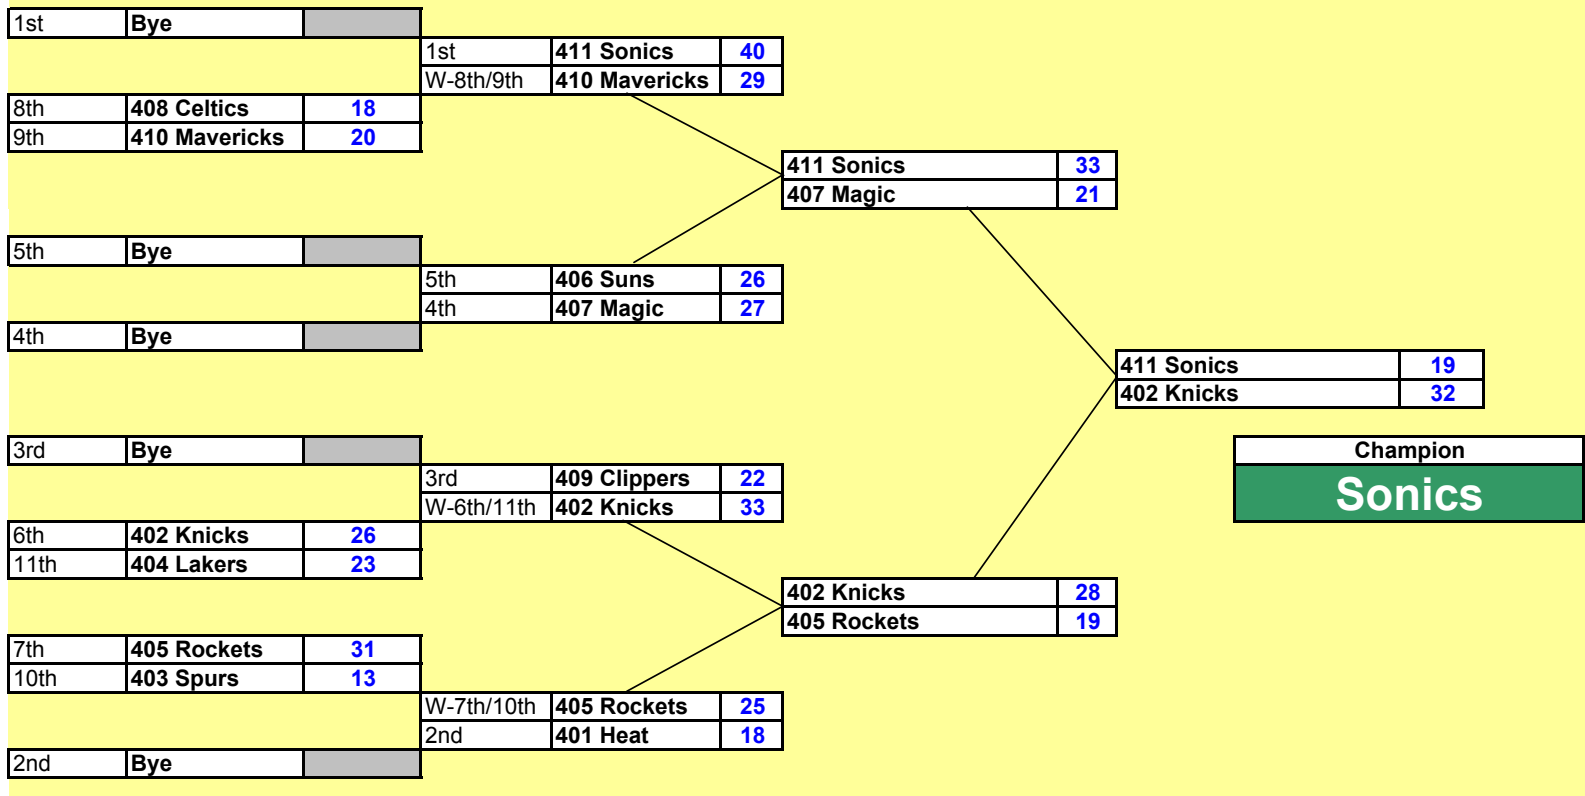 1st Bye
1st 411 Sonics 40
W-8th/9th 410 Mavericks 29
8th 408 Celtics 18
9th 410 Mavericks 20
411 Sonics 33
407 Magic 21
5th Bye
5th 406 Suns 26
4th 407 Magic 27
4th Bye
411 Sonics 19
402 Knicks 32
3rd Bye
Champion
3rd 409 Clippers 22
Sonics
W-6th/11th 402 Knicks 33
6th 402 Knicks 26
11th 404 Lakers 23
402 Knicks 28
405 Rockets 19
7th 405 Rockets 31
10th 403 Spurs 13
W-7th/10th 405 Rockets 25
2nd 401 Heat 18
2nd Bye